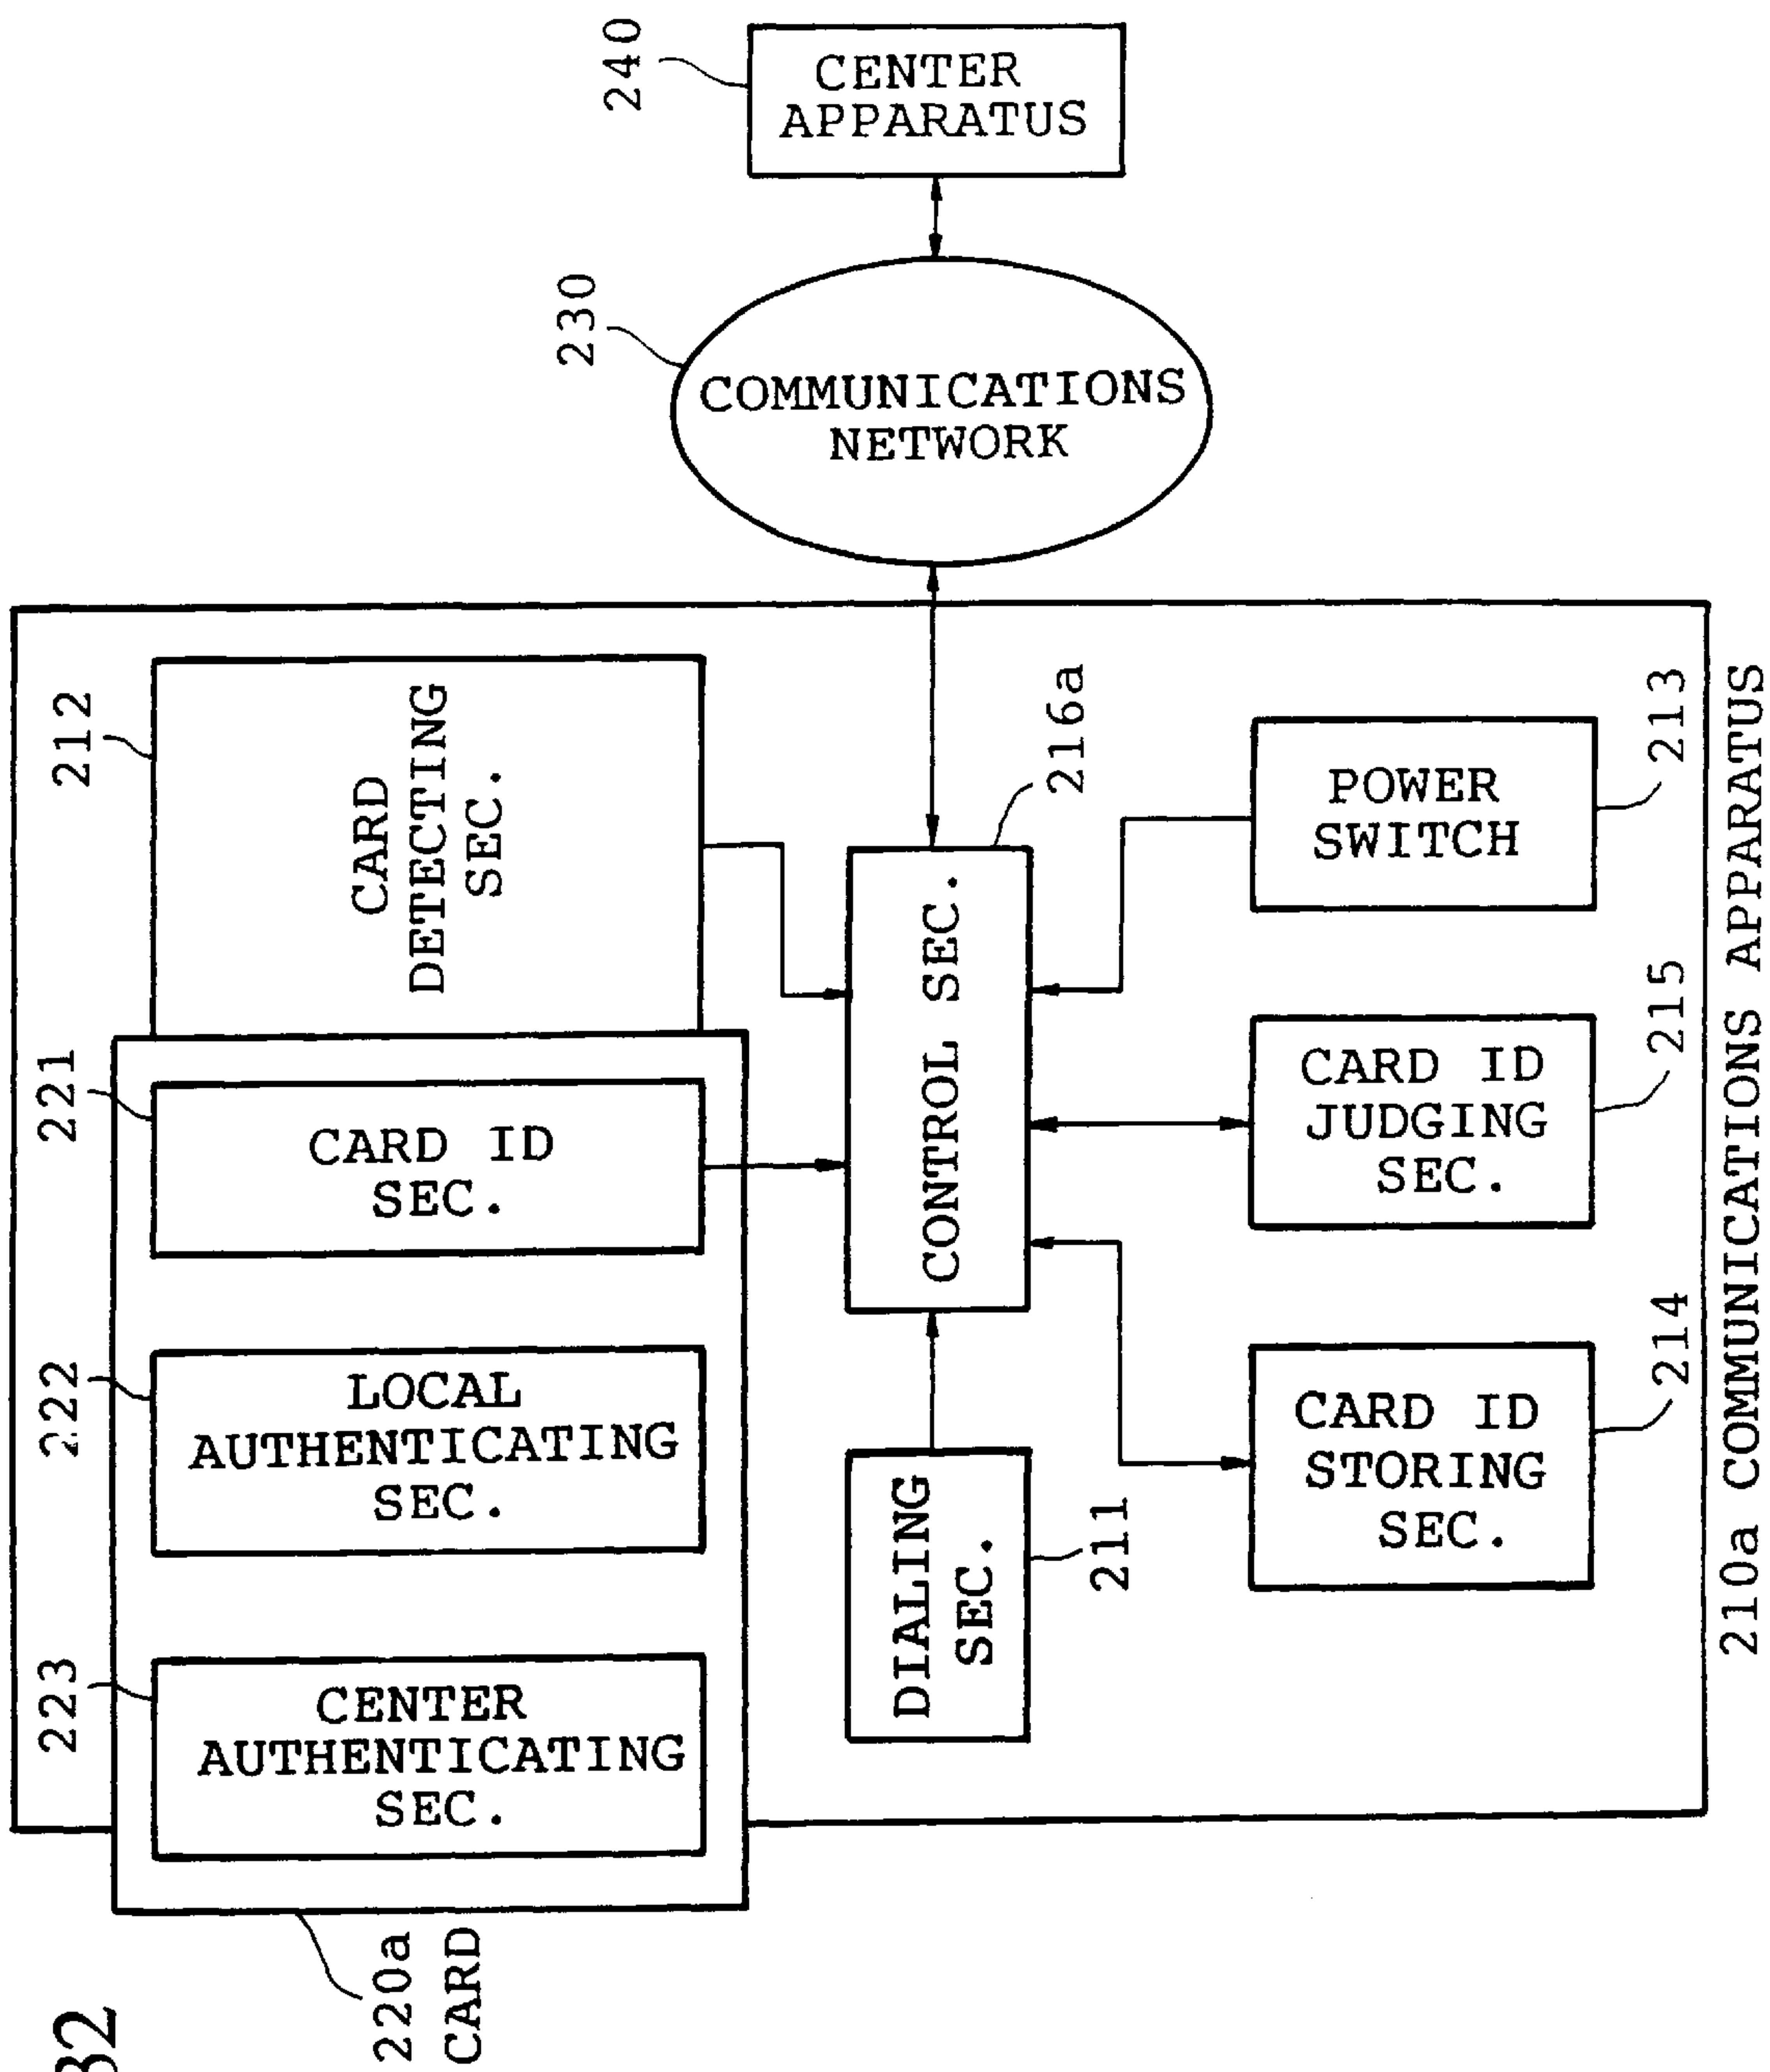 240
CENTER
APPARATUS
230
COMMUNICATIONS
NETWORK
212
CARD
DETECTING
SEC.
221
CARD ID
SEC.
222
LOCAL
AUTHENTICATING
SEC.
223
CENTER
AUTHENTICATING
SEC.
216a
CONTROL SEC.
DIALING
SEC.
211
POWER
SWITCH
213
CARD ID
JUDGING
SEC.
215
CARD ID
STORING
SEC.
214
210a COMMUNICATIONS APPARATUS
220a
CARD